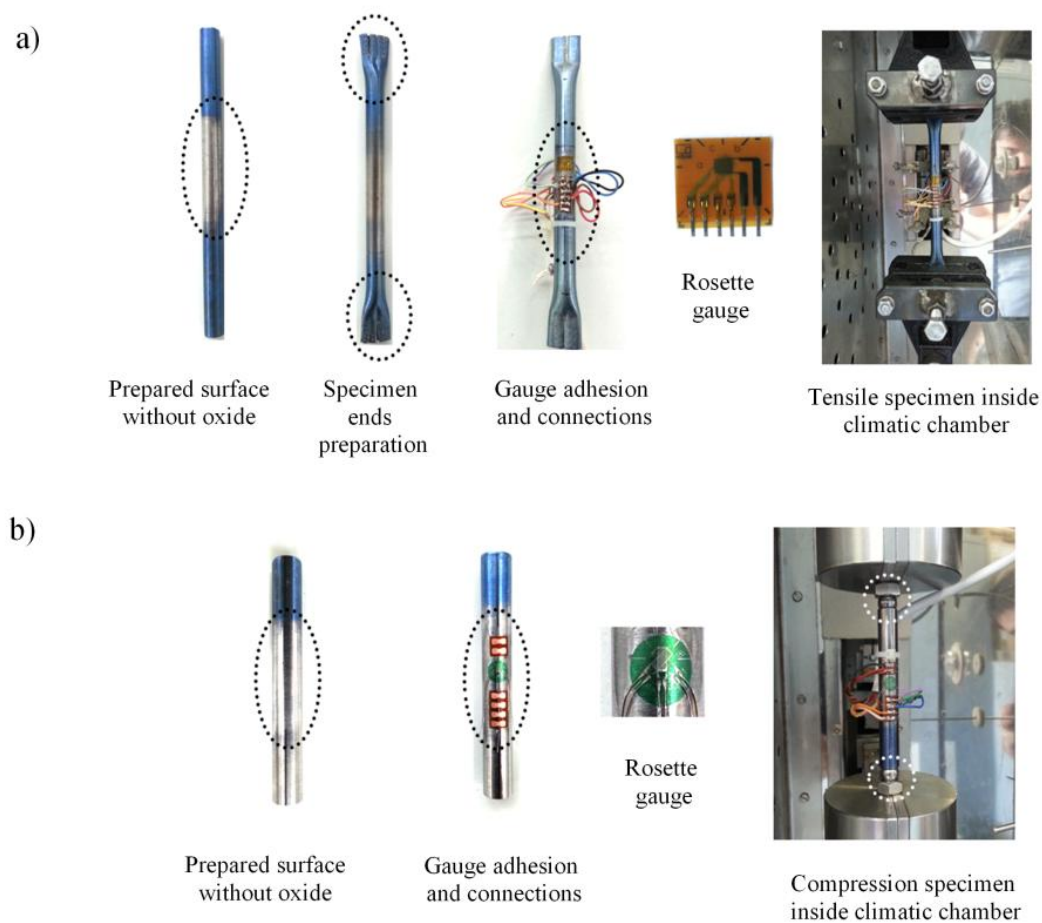 a)
Prepared surface
without oxide
Specimen
ends
preparation
Gauge adhesion
and connections
Rosette
gauge
Tensile specimen inside
climatic chamber
b)
Prepared surface
without oxide
Gauge adhesion
and connections
Rosette
gauge
Compression specimen
inside climatic chamber